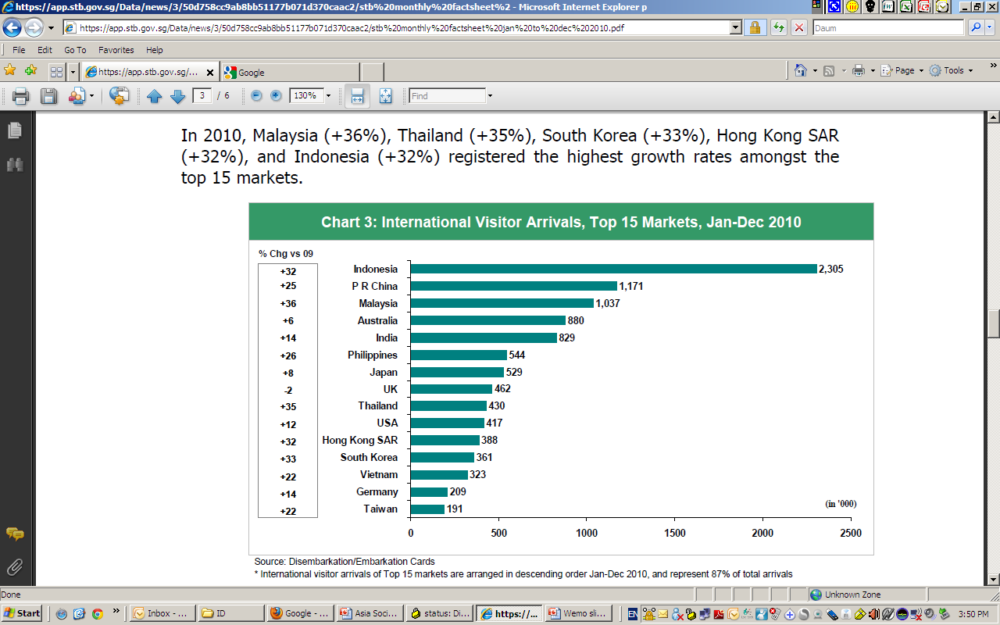 https://app.stb.gov.sg/Data/news/3/50d758cc9ab8bb51177b071d370caac2/stb%20monthly%20factsheet%2 - Microsoft Internet Explorer p
https://app.stb.gov.sg/Data/news/3/50d758cc9ab8bb51177b071d370caac2/stb%20monthly%20factsheet%20jan%20to%20dec%202010.pdf
Daum
File Edit Go To Favorites Help
https://app.stb.gov.sg/... Google
Page Tools
3 / 6 130% Find
In 2010, Malaysia (+36%), Thailand (+35%), South Korea (+33%), Hong Kong SAR
(+32%), and Indonesia (+32%) registered the highest growth rates amongst the
top 15 markets.
Chart 3: International Visitor Arrivals, Top 15 Markets, Jan-Dec 2010
% Chg vs 09
+32 Indonesia 2,305
+25 P R China 1,171
+36 Malaysia 1,037
+6 Australia 880
+14 India 829
+26 Philippines 544
+8 Japan 529
-2 UK 462
+35 Thailand 430
+12 USA 417
+32 Hong Kong SAR 388
+33 South Korea 361
+22 Vietnam 323
+14 Germany 209
+22 Taiwan 191
(in '000)
0 500 1000 1500 2000 2500
Source: Disembarkation/Embarkation Cards
* International visitor arrivals of Top 15 markets are arranged in descending order Jan-Dec 2010, and represent 87% of total arrivals
Done Unknown Zone
Start Inbox - ... ID Google - ... Asia Soci... status: Di... https://... Wemo sli... EN 3:50 PM